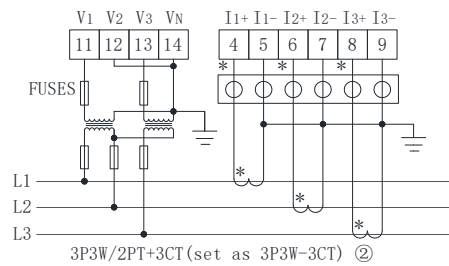 V1 V2 V3 VN I1+ I1- I2+ I2- I3+ I3-
11 12 13 14 4 5 6 7 8 9
* * *
FUSES
*
L1
*
L2
*
L3
3P3W/2PT+3CT(set as 3P3W-3CT) ②